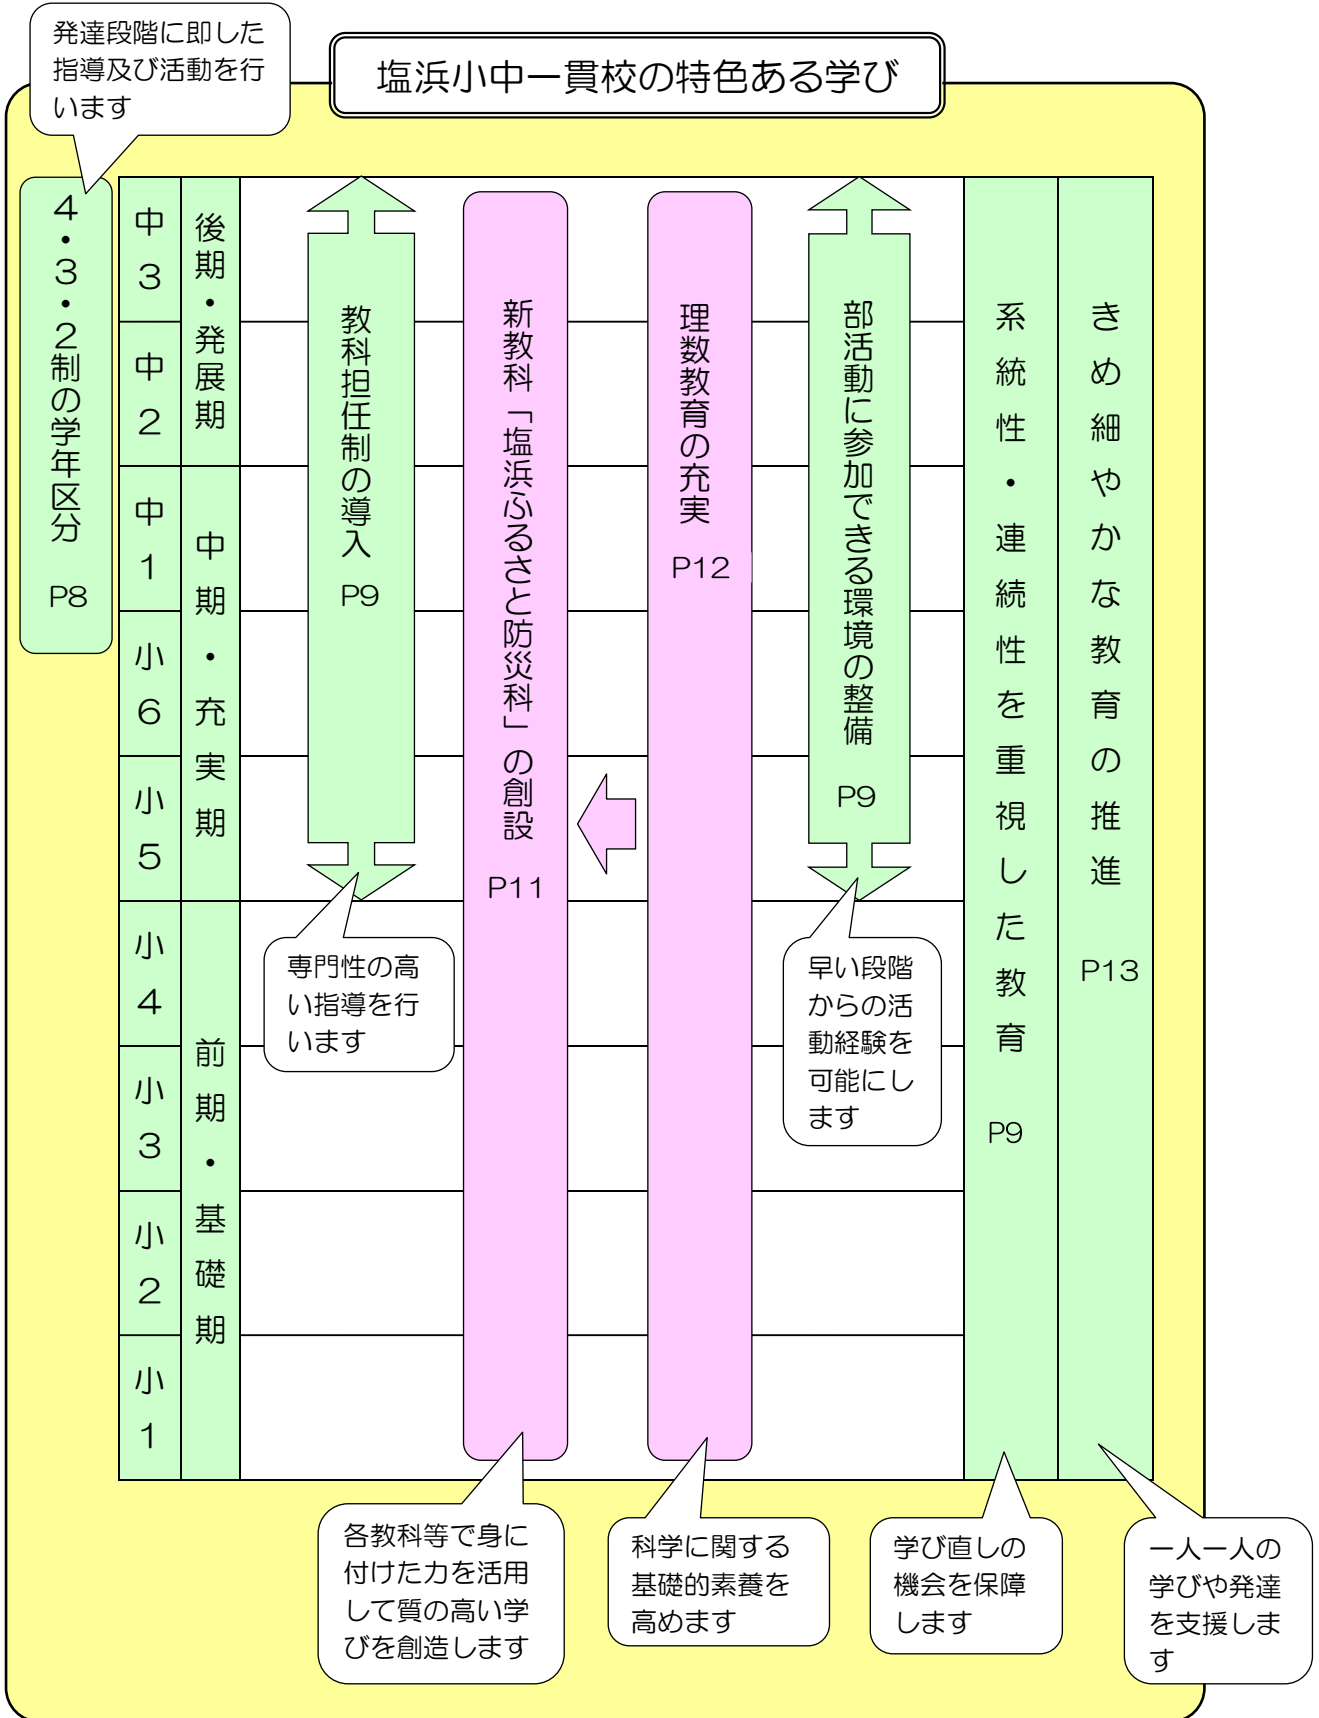 発達段階に即した
指導及び活動を行
います
塩浜小中一貫校の特色ある学び
4・3・2制の学年区分 P8
中3
中2
中1
小6
小5
小4
小3
小2
小1
後期・発展期
中期・充実期
前期・基礎期
教科担任制の導入 P9
専門性の高
い指導を行
います
新教科「塩浜ふるさと防災科」の創設 P11
理数教育の充実 P12
部活動に参加できる環境の整備 P9
早い段階
からの活
動経験を
可能にし
ます
系統性・連続性を重視した教育 P9
きめ細やかな教育の推進 P13
各教科等で身に
付けた力を活用
して質の高い学
びを創造します
科学に関する
基礎的素養を
高めます
学び直しの
機会を保障
します
一人一人の
学びや発達
を支援しま
す